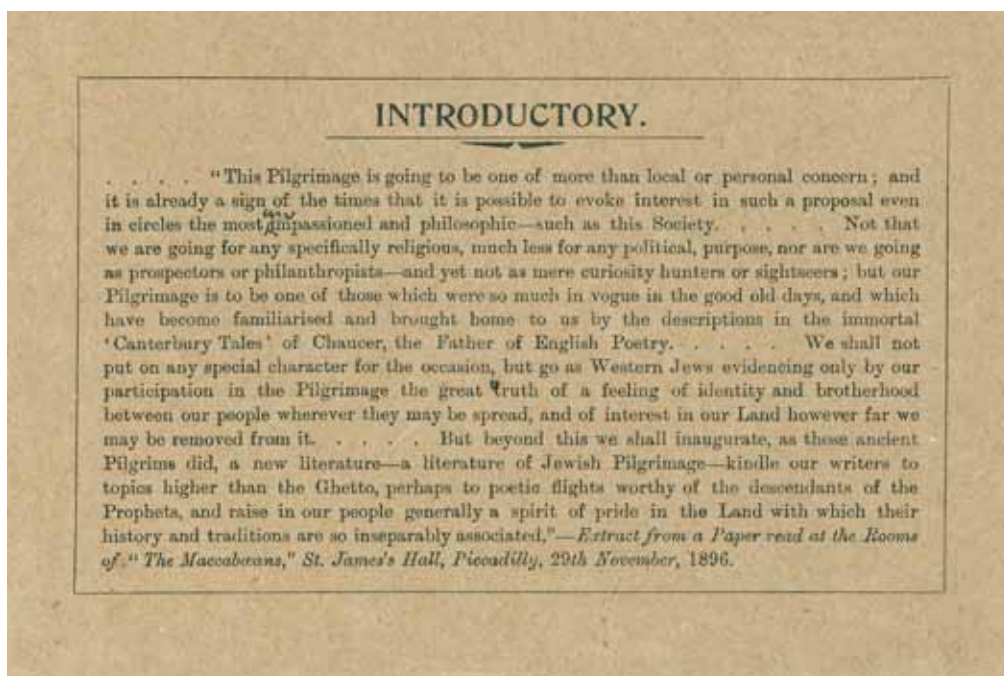 INTRODUCTORY.
. . . . "This Pilgrimage is going to be one of more than local or personal concern; and
it is already a sign of the times that it is possible to evoke interest in such a proposal even
in circles the most impassioned and philosophic—such as this Society. . . . . . Not that
we are going for any specifically religious, much less for any political, purpose, nor are we going
as prospectors or philanthropists—and yet not as mere curiosity hunters or sightseers; but our
Pilgrimage is to be one of those which were so much in vogue in the good old days, and which
have become familiarised and brought home to us by the descriptions in the immortal
'Canterbury Tales' of Chaucer, the Father of English Poetry. . . . . . We shall not
put on any special character for the occasion, but go as Western Jews evidencing only by our
participation in the Pilgrimage the great truth of a feeling of identity and brotherhood
between our people wherever they may be spread, and of interest in our Land however far we
may be removed from it. . . . . . But beyond this we shall inaugurate, as those ancient
Pilgrims did, a new literature—a literature of Jewish Pilgrimage—kindle our writers to
topics higher than the Ghetto, perhaps to poetic flights worthy of the descendants of the
Prophets, and raise in our people generally a spirit of pride in the Land with which their
history and traditions are so inseparably associated."—Extract from a Paper read at the Rooms
of "The Maccabæans," St. James's Hall, Piccadilly, 29th November, 1896.